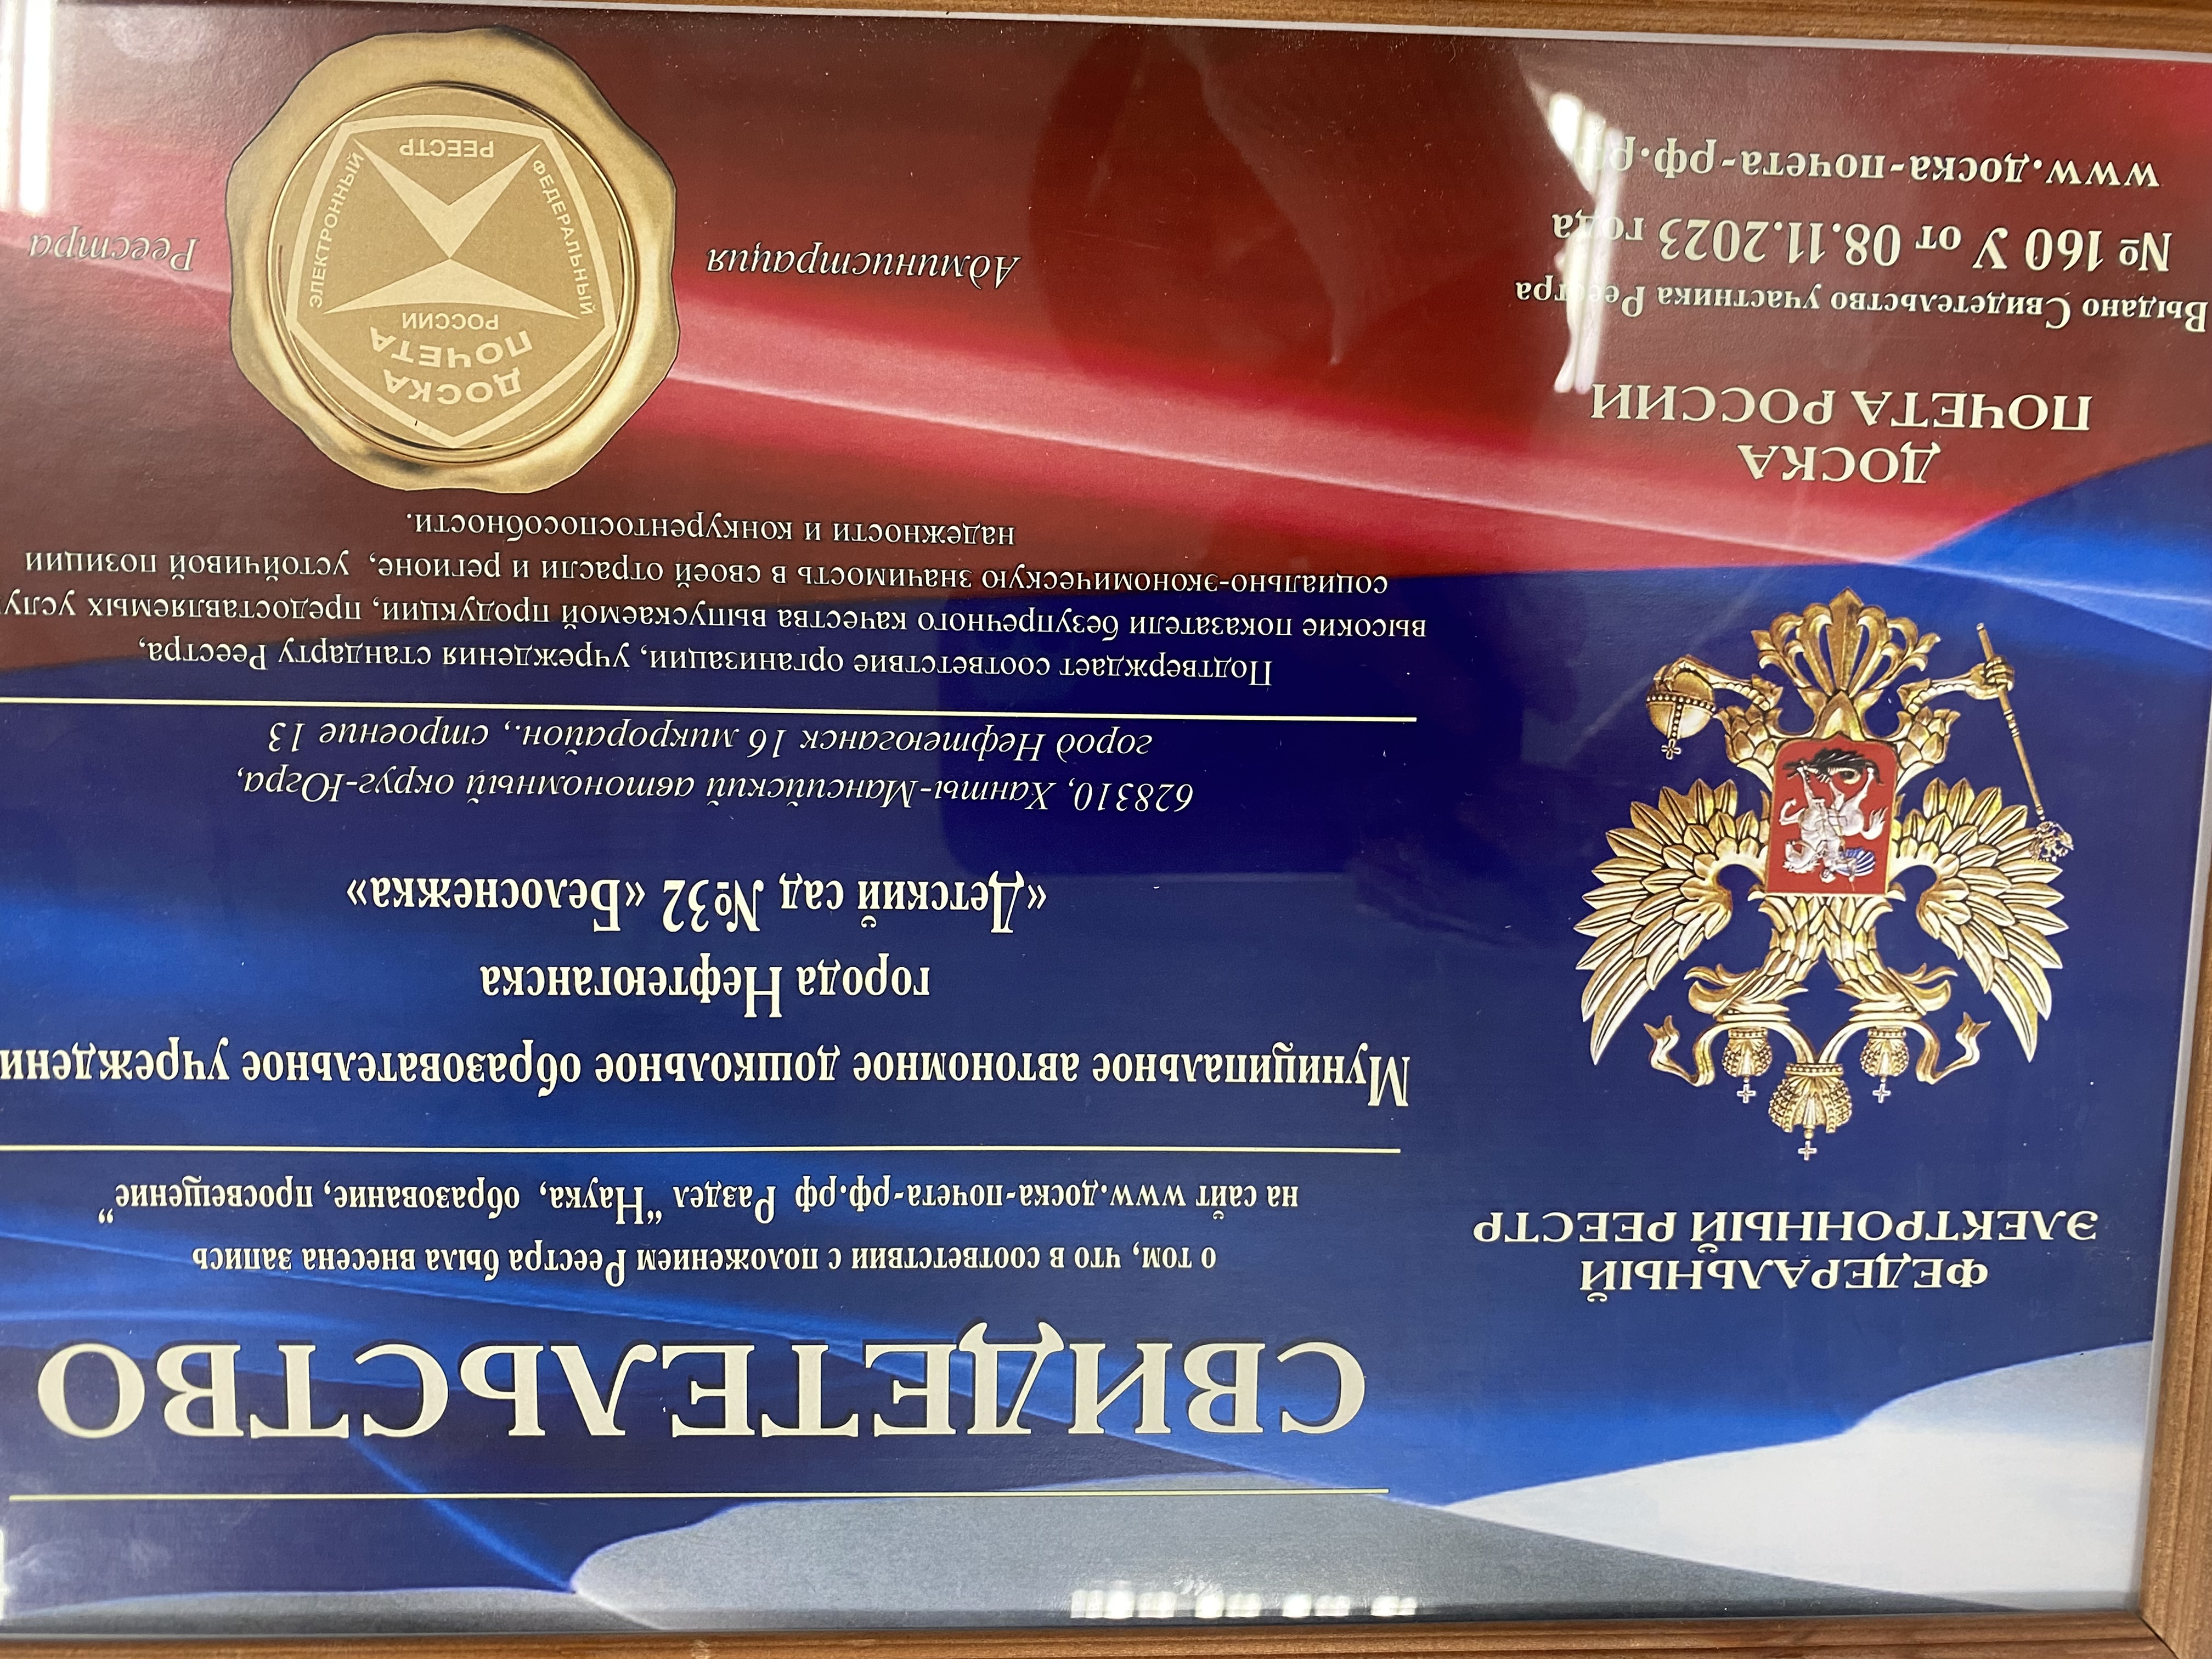 ФЕДЕРАЛЬНЫЙ
ЭЛЕКТРОННЫЙ РЕЕСТР
ДОСКА
ПОЧЕТА РОССИИ
Выдано Свидетельство участника Реестра
№ 160 У от 08.11.2023 года
www.доска-почета-рф.рф
СВИДЕТЕЛЬСТВО
о том, что в соответствии с положением Реестра была внесена запись
на сайт www.доска-почета-рф.рф Раздел “Наука, образование, просвещение”
Муниципальное автономное дошкольное образовательное учреждени
города Нефтеюганска
«Детский сад №32 «Белоснежка»
628310, Ханты-Мансийский автономный округ-Югра,
город Нефтеюганск 16 микрорайон., строение 13
Подтверждает соответствие организации, учреждения стандарту Реестра,
высокие показатели безупречного качества выпускаемой продукции, предоставляемых услу
социально-экономическую значимость в своей отрасли и регионе, устойчивой позиции
надежности и конкурентоспособности.
Администрация
Реестра
ДОСКА
ПОЧЕТА
РОССИИ
ФЕДЕРАЛЬНЫЙ
ЭЛЕКТРОННЫЙ
РЕЕСТР